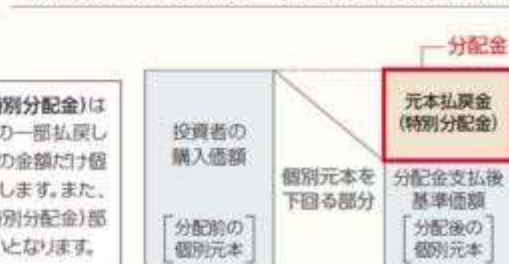 分配金
別分配金)は
の一部払戻し
の金額だけ個
します。また、
別分配金)部
いとなります。
投資者の
購入価額
[分配前の
個別元本]
個別元本を
下回る部分
元本払戻金
(特別分配金)
分配金支払後
基準価額
[分配後の
個別元本]